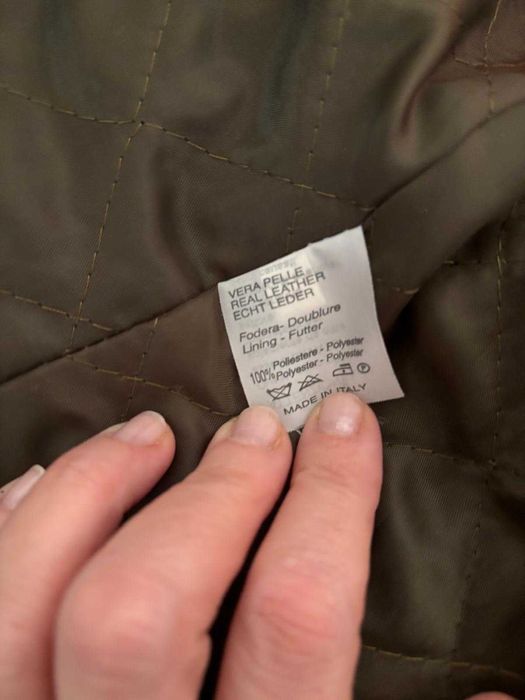 VERA PELLE
REAL LEATHER
ECHT LEDER
Fodera- Doublure
Lining - Futter
100% Poliestere - Polyester
Polyester - Polyester
P
MADE IN ITALY